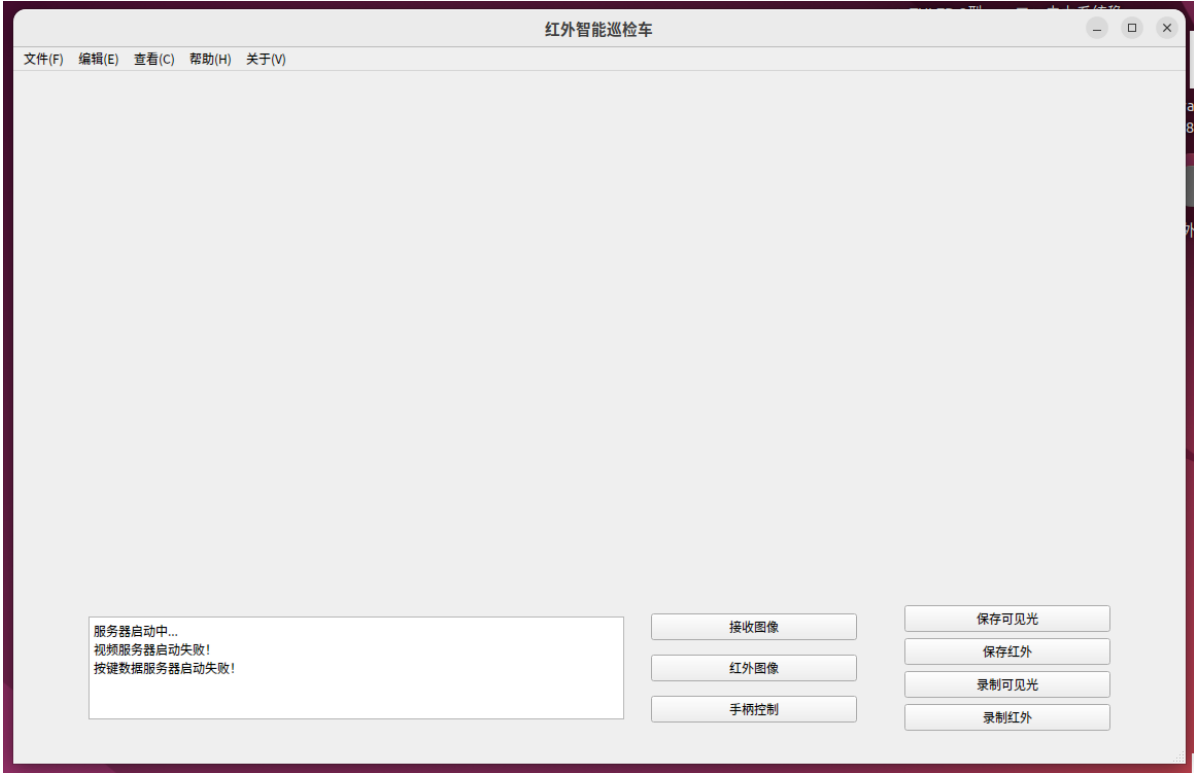 红外智能巡检车
文件(F) 编辑(E) 查看(C) 帮助(H) 关于(V)
服务器启动中...
视频服务器启动失败!
按键数据服务器启动失败!
接收图像
红外图像
手柄控制
保存可见光
保存红外
录制可见光
录制红外